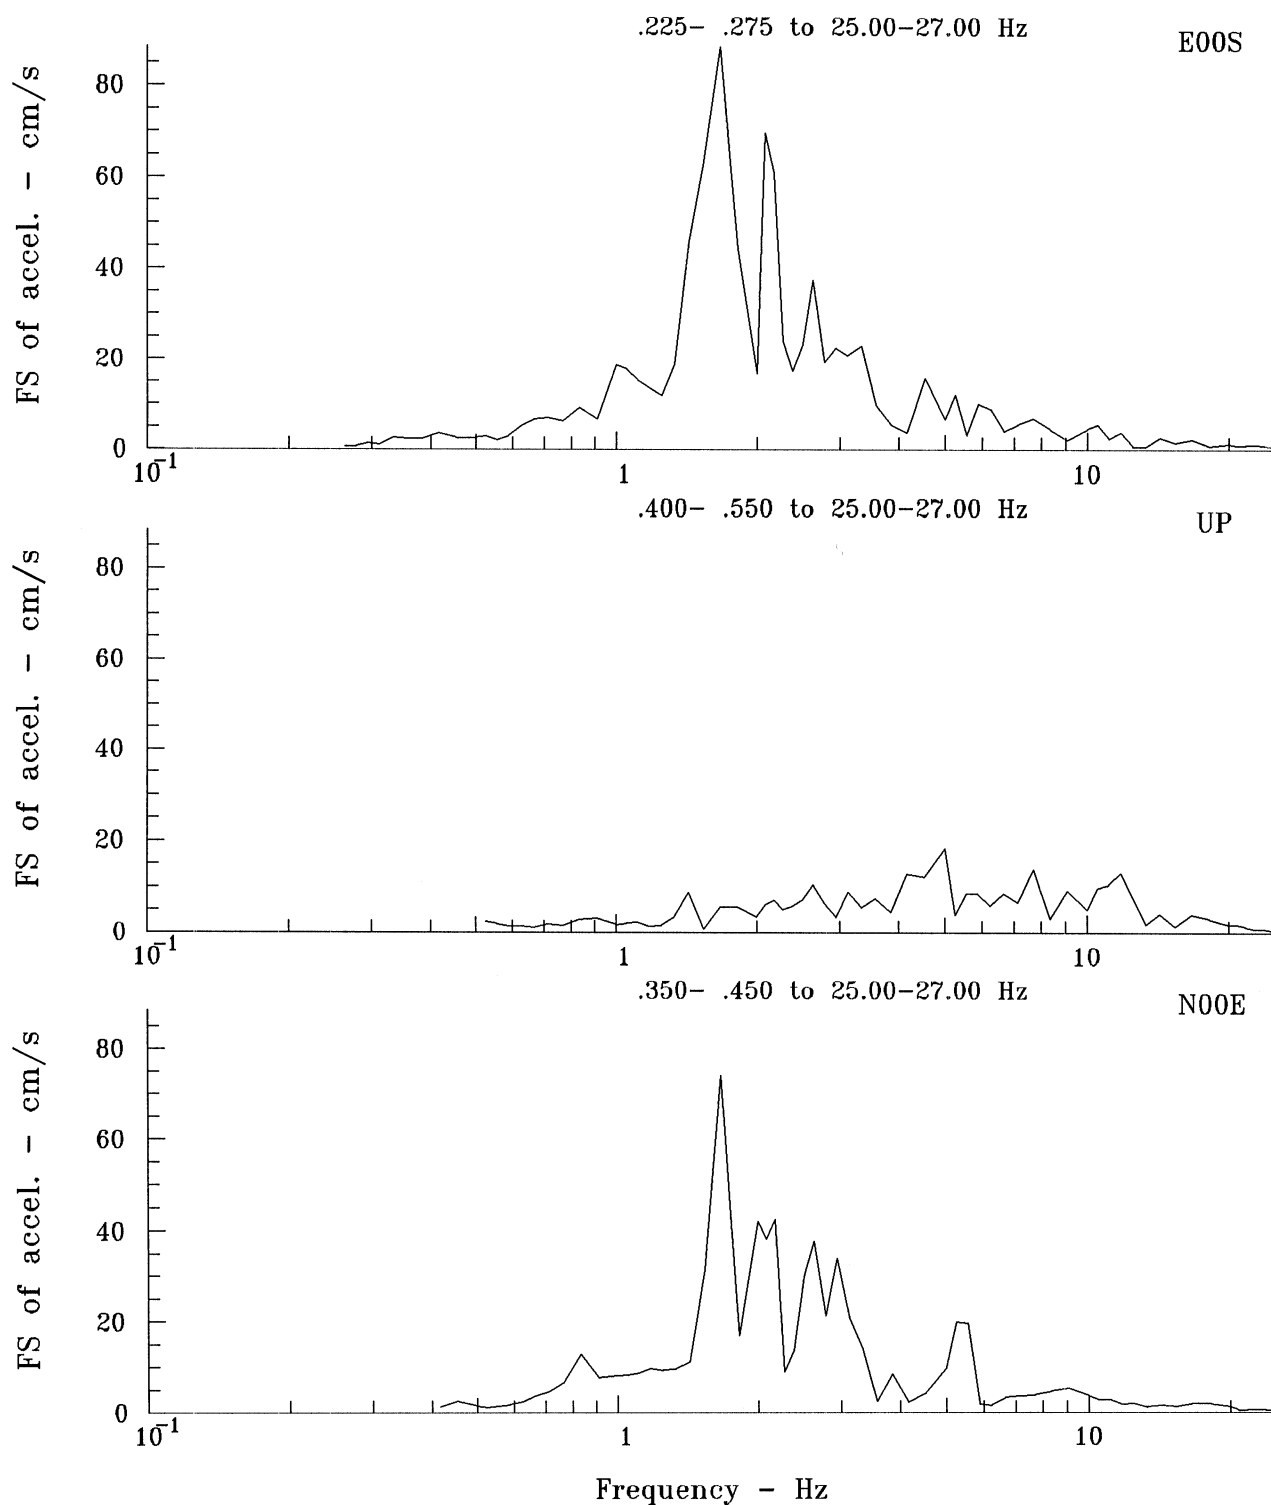 .225- .275 to 25.00-27.00 Hz
E00S
FS of accel. - cm/s
80
60
40
20
0
10-1
1
10
.400- .550 to 25.00-27.00 Hz
UP
FS of accel. - cm/s
80
60
40
20
0
10-1
1
10
.350- .450 to 25.00-27.00 Hz
N00E
FS of accel. - cm/s
80
60
40
20
0
10-1
1
10
Frequency - Hz